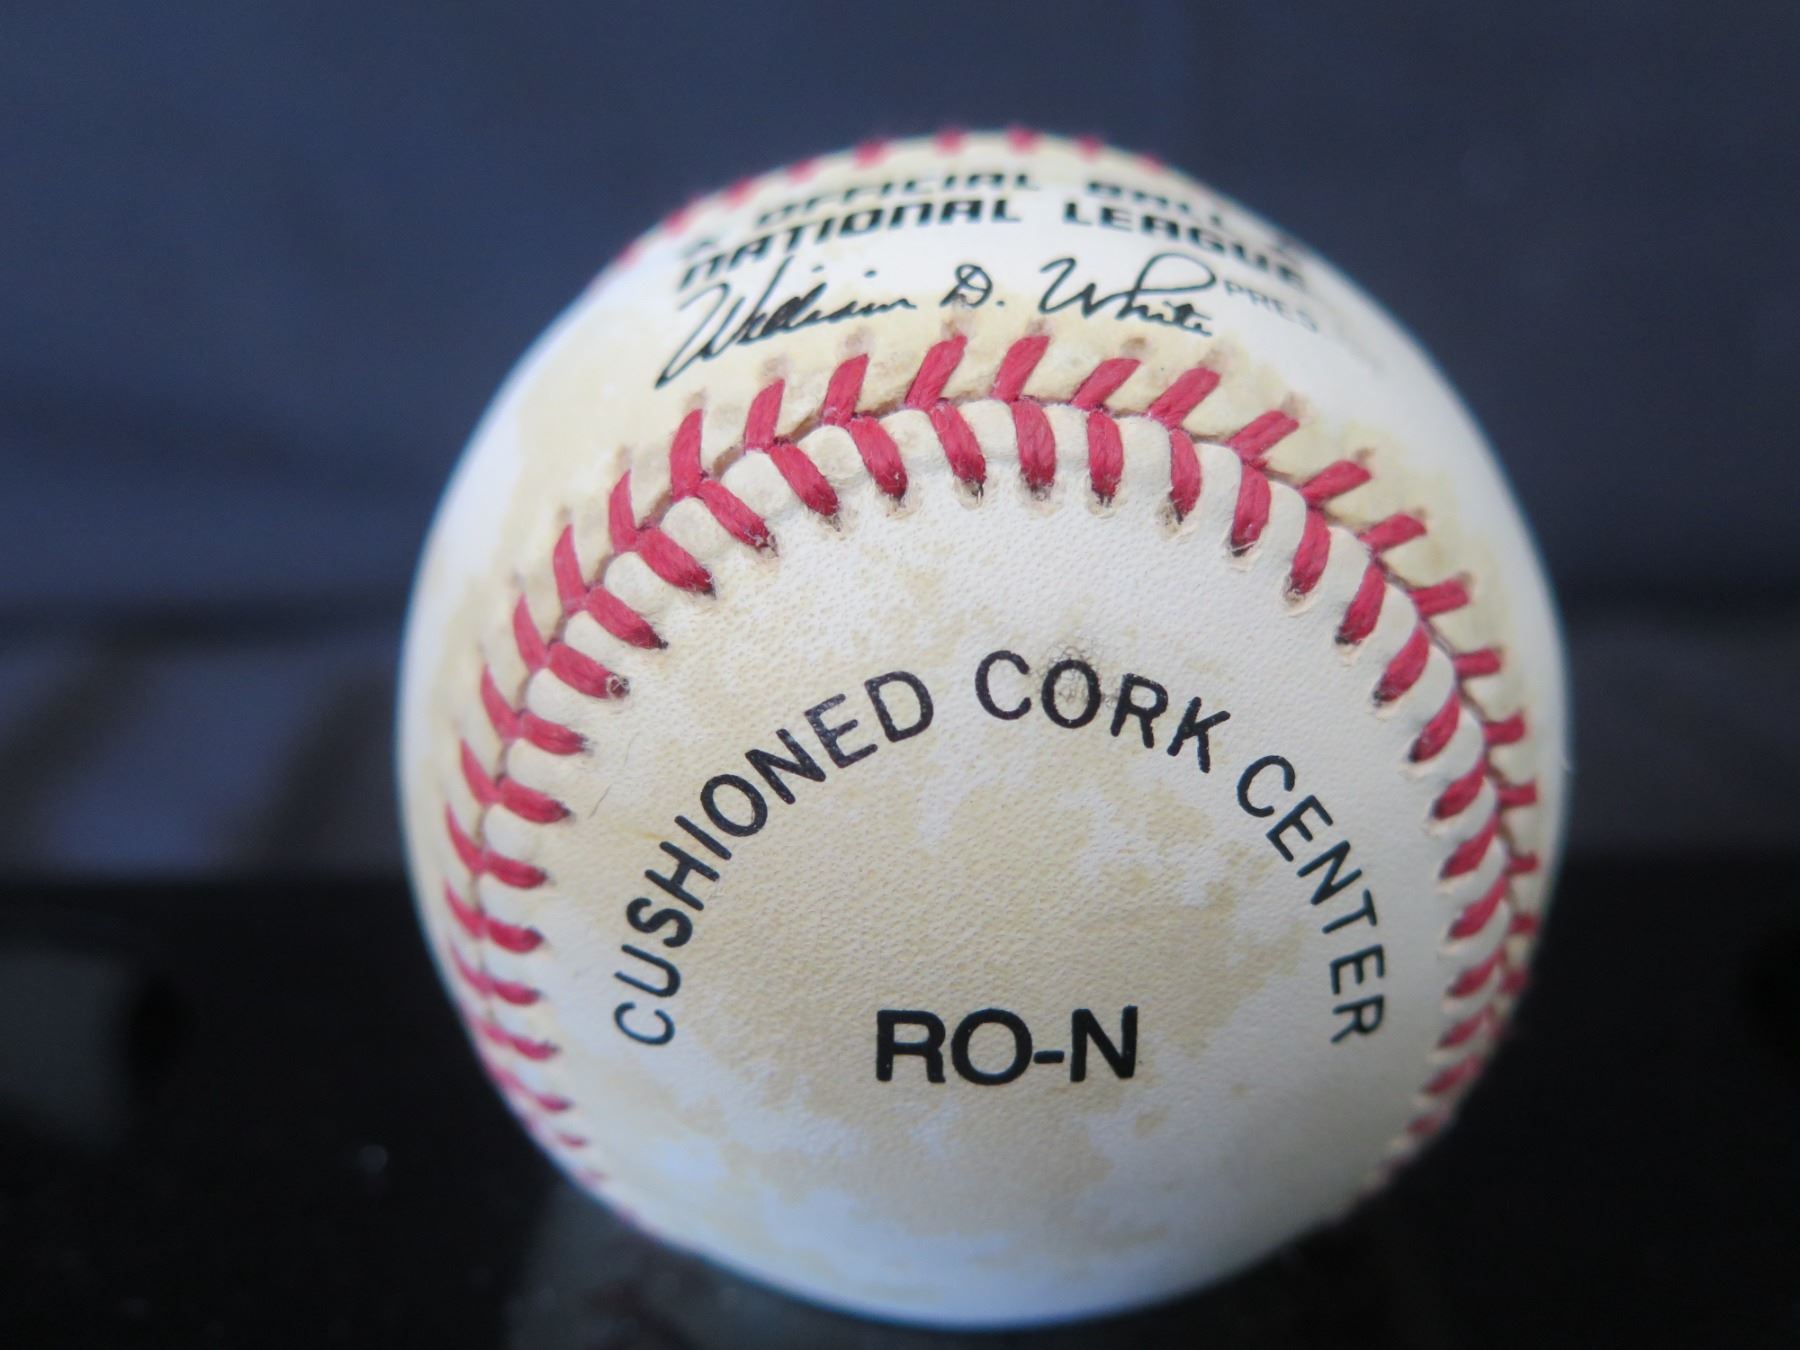 OFFICIAL BALL
NATIONAL LEAGUE
William D. White PRES
CUSHIONED CORK CENTER
RO-N